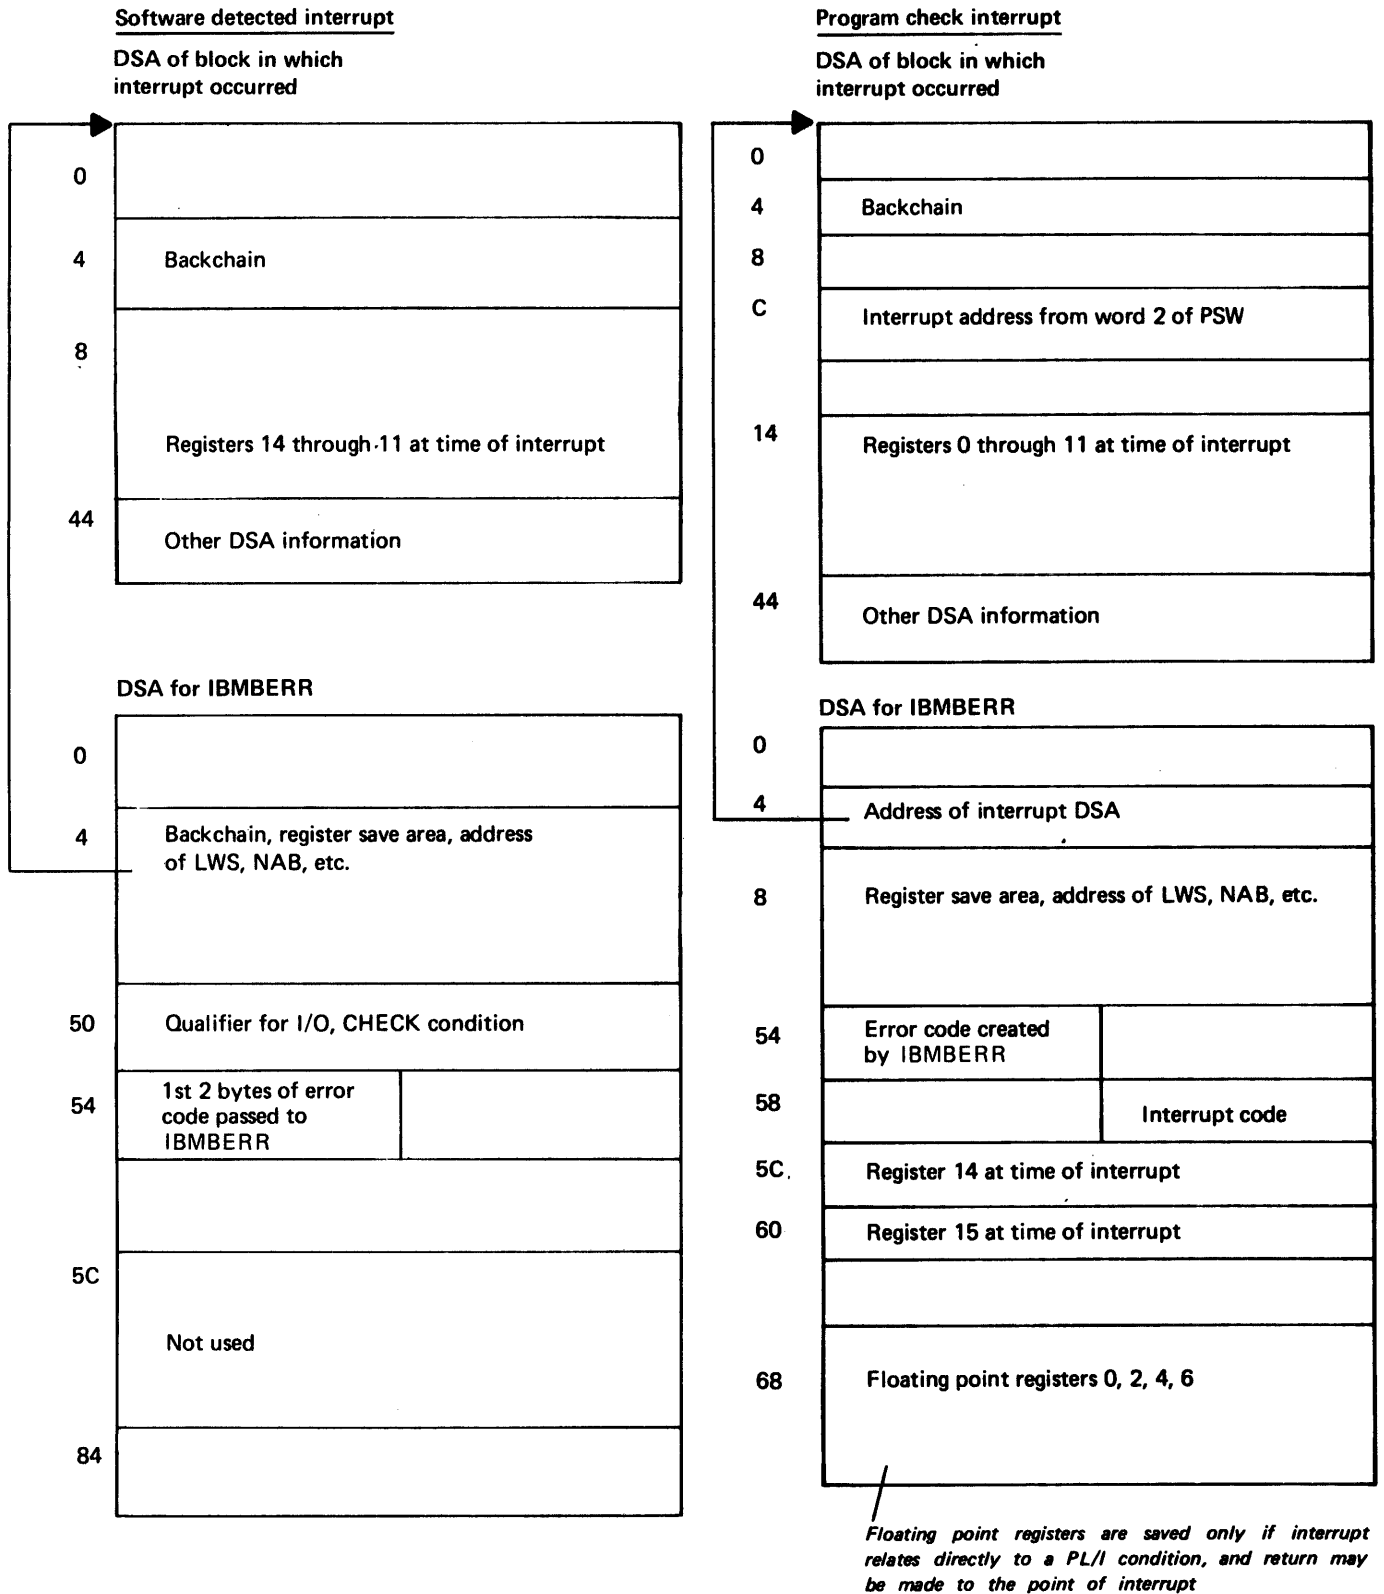 Software detected interrupt
DSA of block in which
interrupt occurred
0
4
Backchain
8
Registers 14 through 11 at time of interrupt
44
Other DSA information
DSA for IBMBERR
0
4
Backchain, register save area, address
of LWS, NAB, etc.
50
Qualifier for I/O, CHECK condition
54
1st 2 bytes of error
code passed to
IBMBERR
5C
Not used
84
Program check interrupt
DSA of block in which
interrupt occurred
0
4
Backchain
8
C
Interrupt address from word 2 of PSW
14
Registers 0 through 11 at time of interrupt
44
Other DSA information
DSA for IBMBERR
0
4
Address of interrupt DSA
8
Register save area, address of LWS, NAB, etc.
54
Error code created
by IBMBERR
58
Interrupt code
5C
Register 14 at time of interrupt
60
Register 15 at time of interrupt
68
Floating point registers 0, 2, 4, 6
Floating point registers are saved only if interrupt
relates directly to a PL/I condition, and return may
be made to the point of interrupt